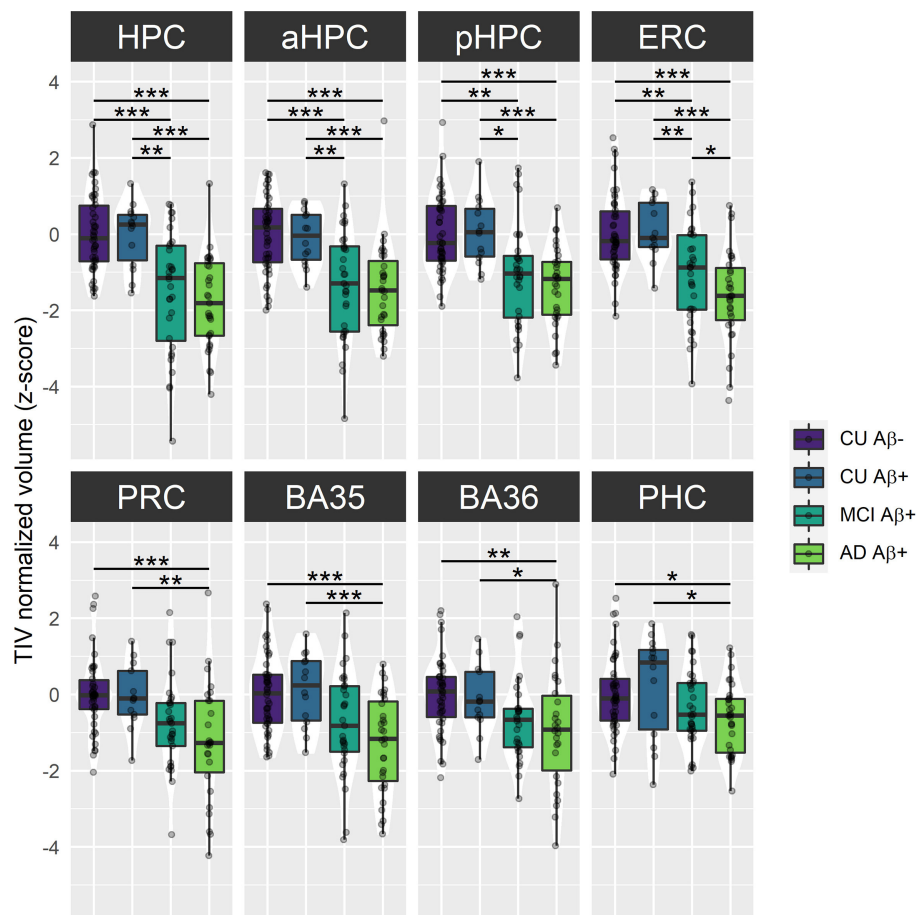 HPC aHPC pHPC ERC
4 *** ***
*** *** ** ***
*** *** ** ***
*** *** *** **
** ** * *
2
0
-2
-4
TIV normalized volume (z-score)
CU Aβ-
CU Aβ+
MCI Aβ+
AD Aβ+
PRC BA35 BA36 PHC
4
*** **
** *** * *
*** *
2
0
-2
-4